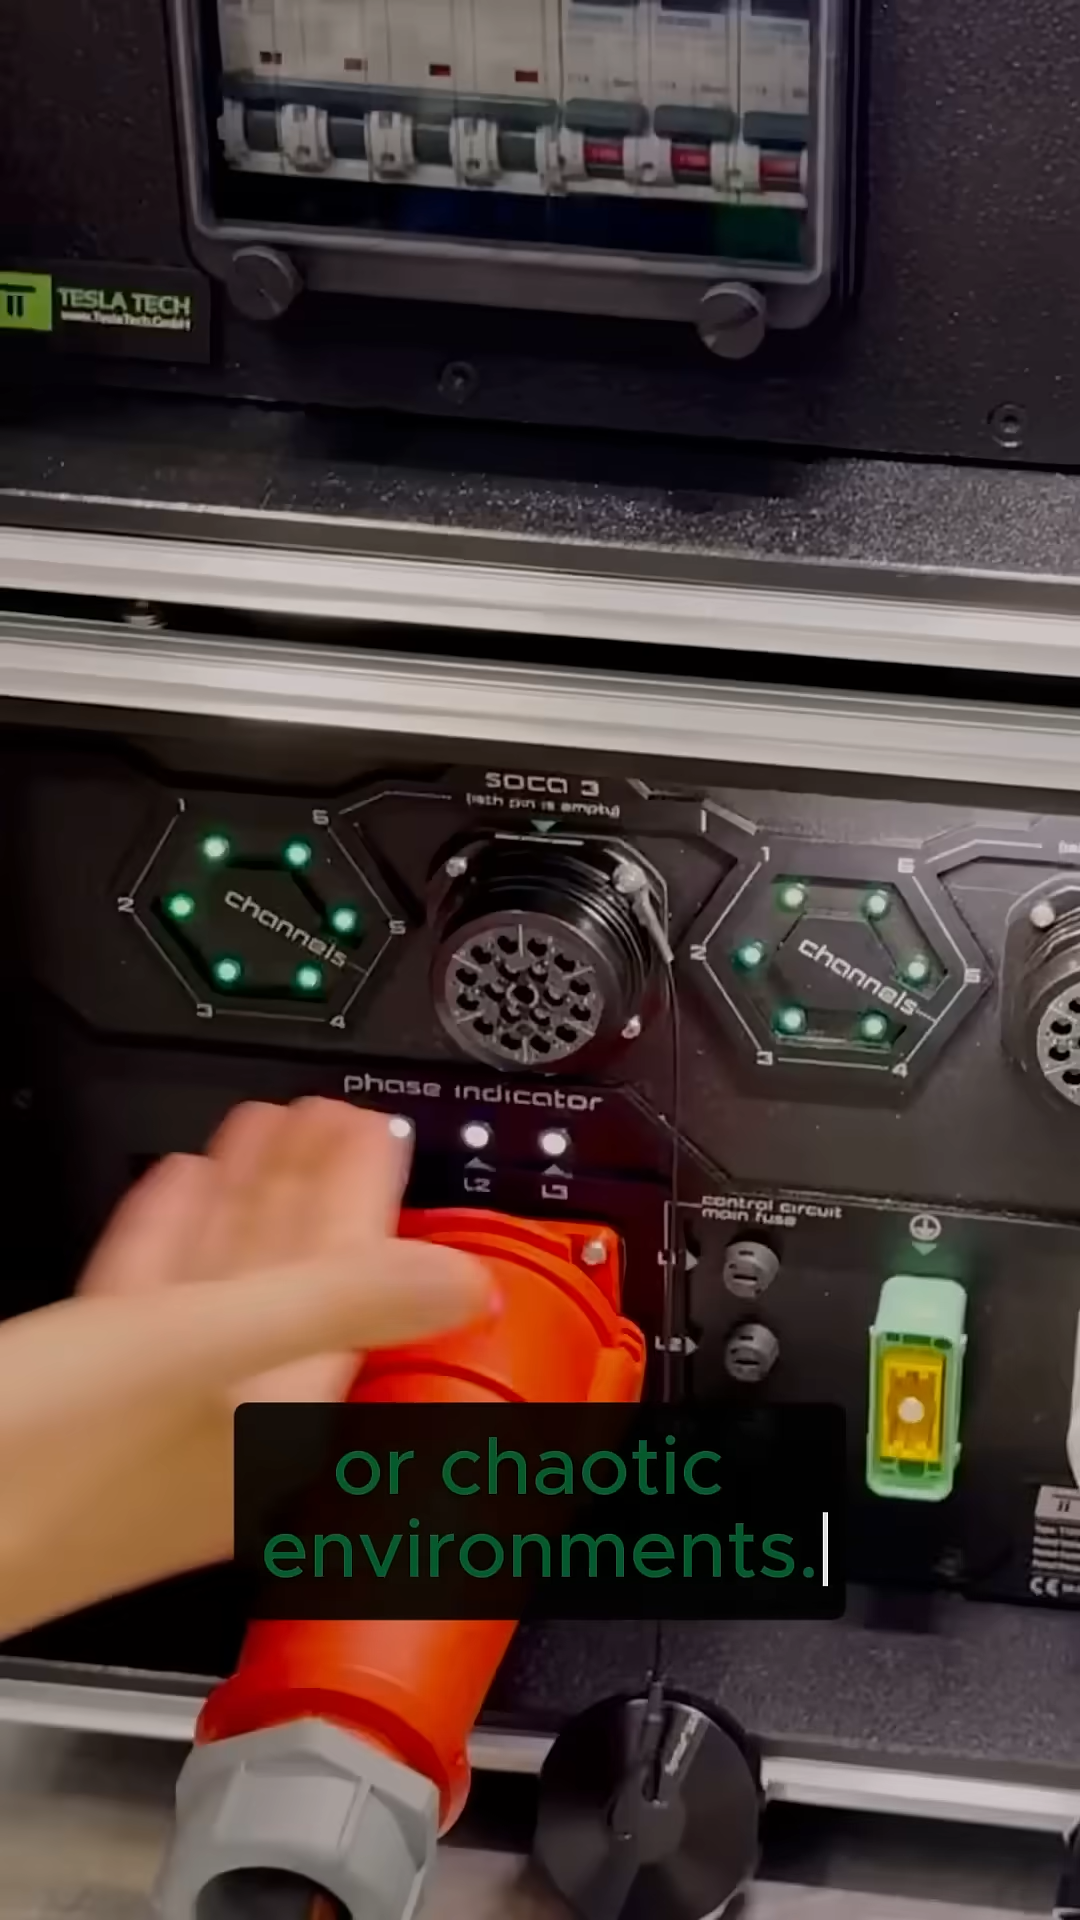 TESLA TECH
www.TeslaTech.GmbH
soca 3
(19th pin is empty)
1
6
2
channels
5
3
4
1
6
2
channels
5
3
4
phase indicator
L2
L3
control circuit
main fuse
L1
L2
or chaotic
environments.
CE